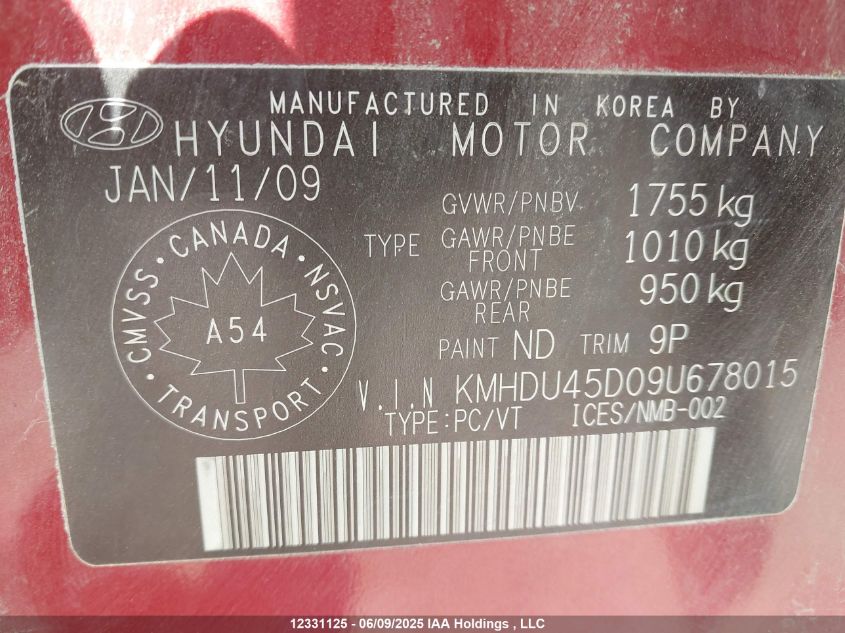 MANUFACTURED IN KOREA BY
HYUNDAI MOTOR COMPANY
JAN/11/09
GVWR/PNBV 1755 kg
TYPE GAWR/PNBE FRONT 1010 kg
GAWR/PNBE REAR 950 kg
PAINT ND TRIM 9P
V.I.N KMHDU45D09U678015
TYPE:PC/VT ICES/NMB-002
CMVSS • CANADA • NSVAC • TRANSPORT •
A54
12331125 - 06/09/2025 IAA Holdings , LLC